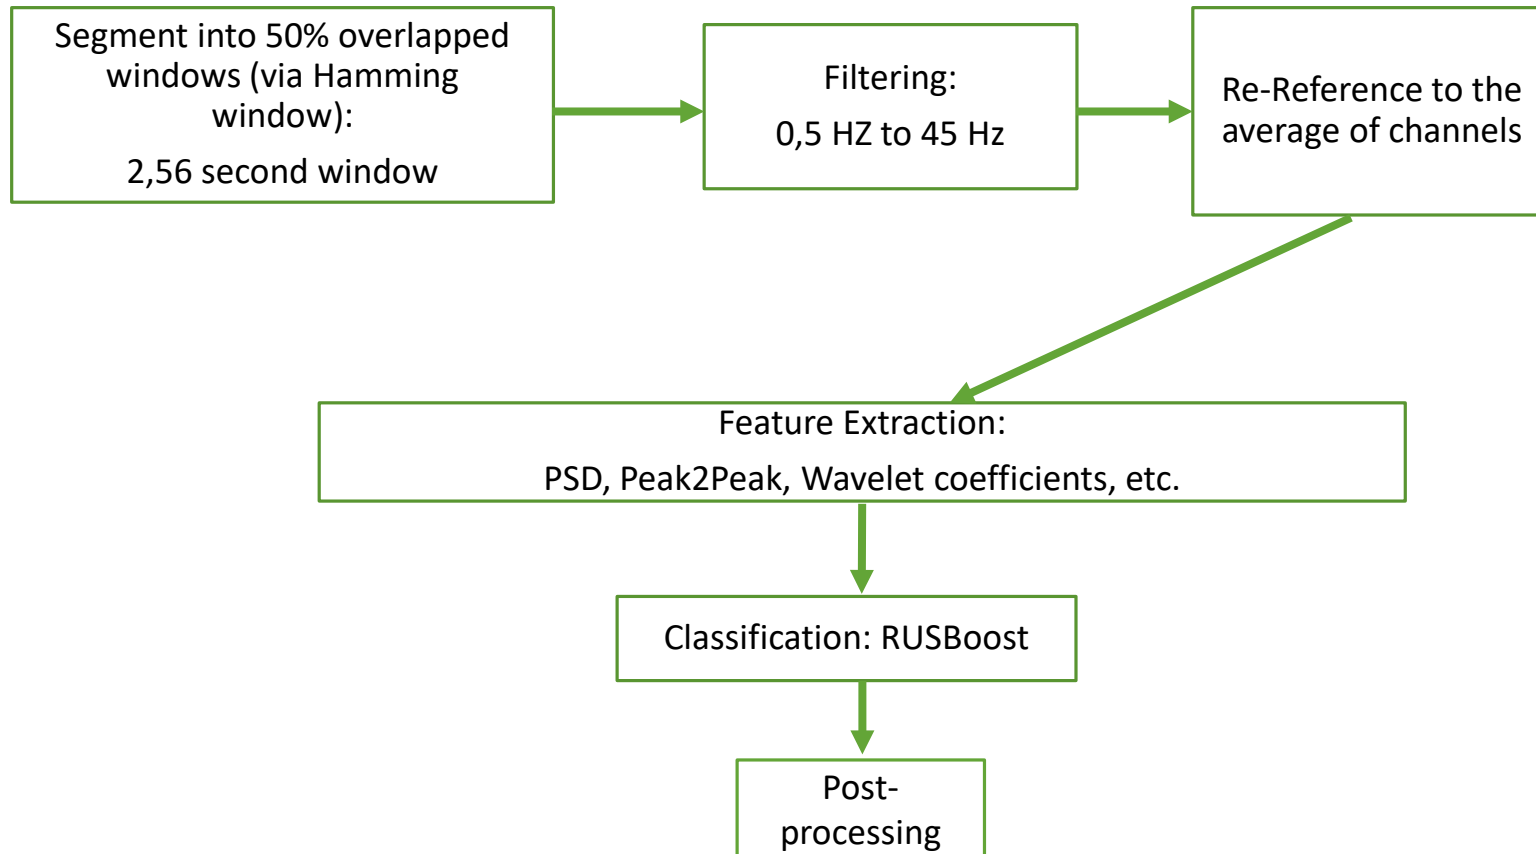 Segment into 50% overlapped
windows (via Hamming
window):
2,56 second window
Filtering:
0,5 HZ to 45 Hz
Re-Reference to the
average of channels
Feature Extraction:
PSD, Peak2Peak, Wavelet coefficients, etc.
Classification: RUSBoost
Post-
processing